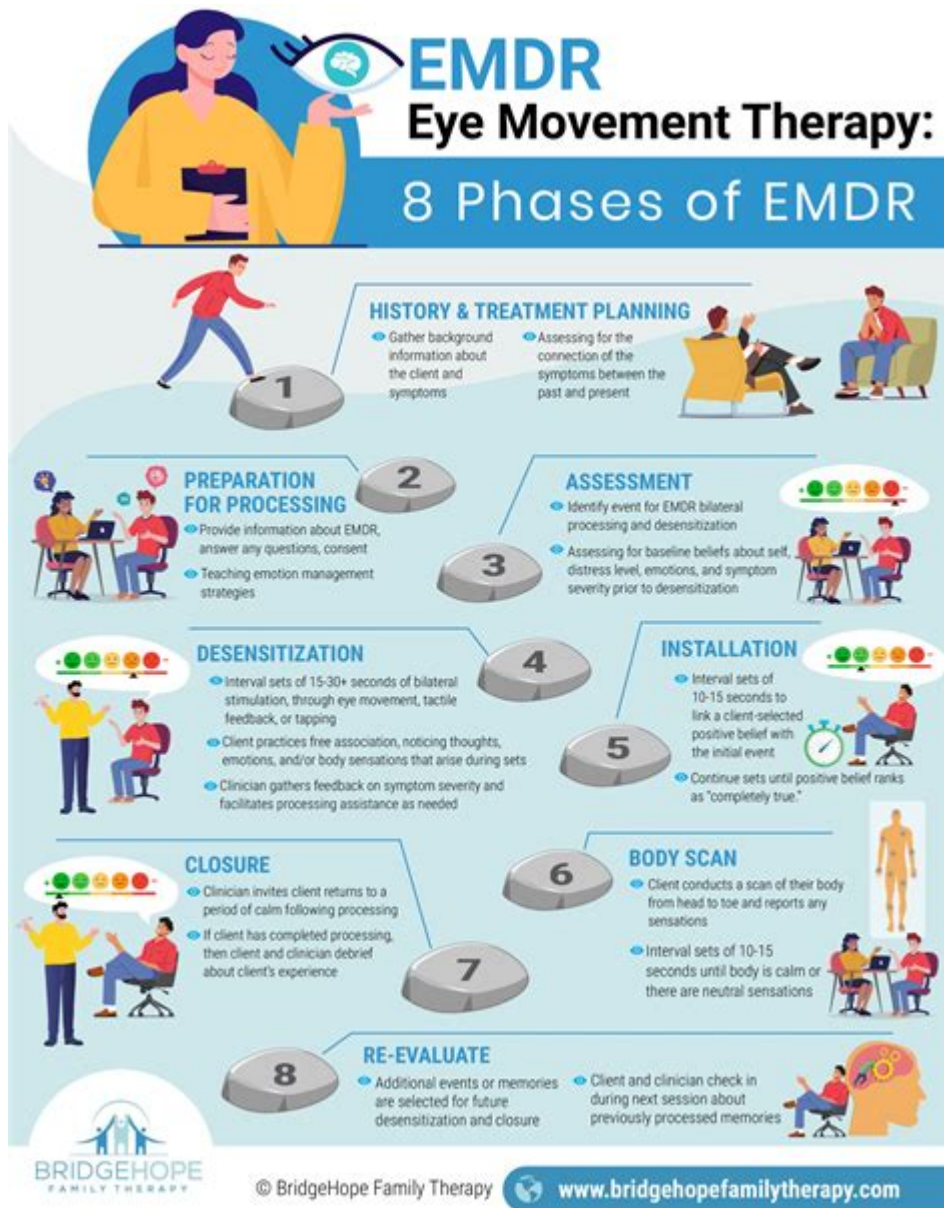 EMDR
Eye Movement Therapy:
8 Phases of EMDR
1
HISTORY & TREATMENT PLANNING
Gather background
information about
the client and
symptoms
Assessing for the
connection of the
symptoms between the
past and present
2
PREPARATION
FOR PROCESSING
Provide information about EMDR,
answer any questions, consent
Teaching emotion management
strategies
3
ASSESSMENT
Identify event for EMDR bilateral
processing and desensitization
Assessing for baseline beliefs about self,
distress level, emotions, and symptom
severity prior to desensitization
4
DESENSITIZATION
Interval sets of 15-30+ seconds of bilateral
stimulation, through eye movement, tactile
feedback, or tapping
Client practices free association, noticing thoughts,
emotions, and/or body sensations that arise during sets
Clinician gathers feedback on symptom severity and
facilitates processing assistance as needed
5
INSTALLATION
Interval sets of
10-15 seconds to
link a client-selected
positive belief with
the initial event
Continue sets until positive belief ranks
as "completely true."
6
BODY SCAN
Client conducts a scan of their body
from head to toe and reports any
sensations
Interval sets of 10-15
seconds until body is calm or
there are neutral sensations
7
CLOSURE
Clinician invites client returns to a
period of calm following processing
If client has completed processing,
then client and clinician debrief
about client's experience
8
RE-EVALUATE
Additional events or memories
are selected for future
desensitization and closure
Client and clinician check in
during next session about
previously processed memories
BRIDGEHOPE
FAMILY THERAPY
© BridgeHope Family Therapy
www.bridgehopefamilytherapy.com